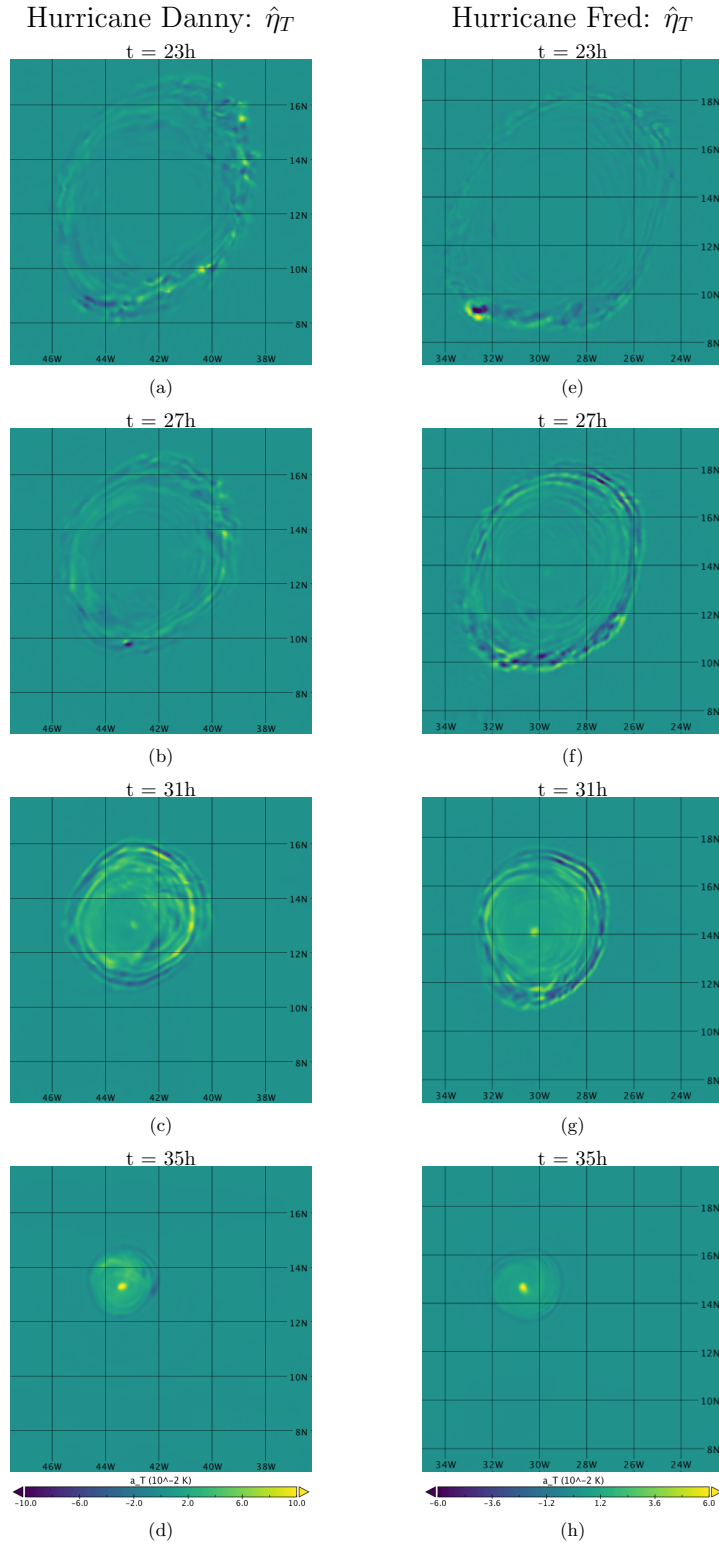 Hurricane Danny: η̂_T
t = 23h
16N
14N
12N
10N
8N
46W 42W 40W 38W
(a)
t = 27h
16N
14N
12N
10N
8N
46W 42W 40W 38W
(b)
t = 31h
16N
14N
12N
10N
8N
46W 42W 40W 38W
(c)
t = 35h
16N
14N
12N
10N
8N
46W 42W 40W 38W
a_T (10^−2 K)
−10.0 −6.0 −2.0 2.0 6.0 10.0
(d)
Hurricane Fred: η̂_T
t = 23h
18N
16N
14N
12N
10N
8N
34W 32W 30W 28W 26W 24W
(e)
t = 27h
18N
16N
14N
12N
10N
8N
34W 32W 30W 28W 26W 24W
(f)
t = 31h
18N
16N
14N
12N
10N
8N
34W 32W 30W 28W 26W 24W
(g)
t = 35h
18N
16N
14N
12N
10N
8N
34W 32W 30W 28W 26W 24W
a_T (10^−2 K)
−6.0 −3.6 −1.2 1.2 3.6 6.0
(h)